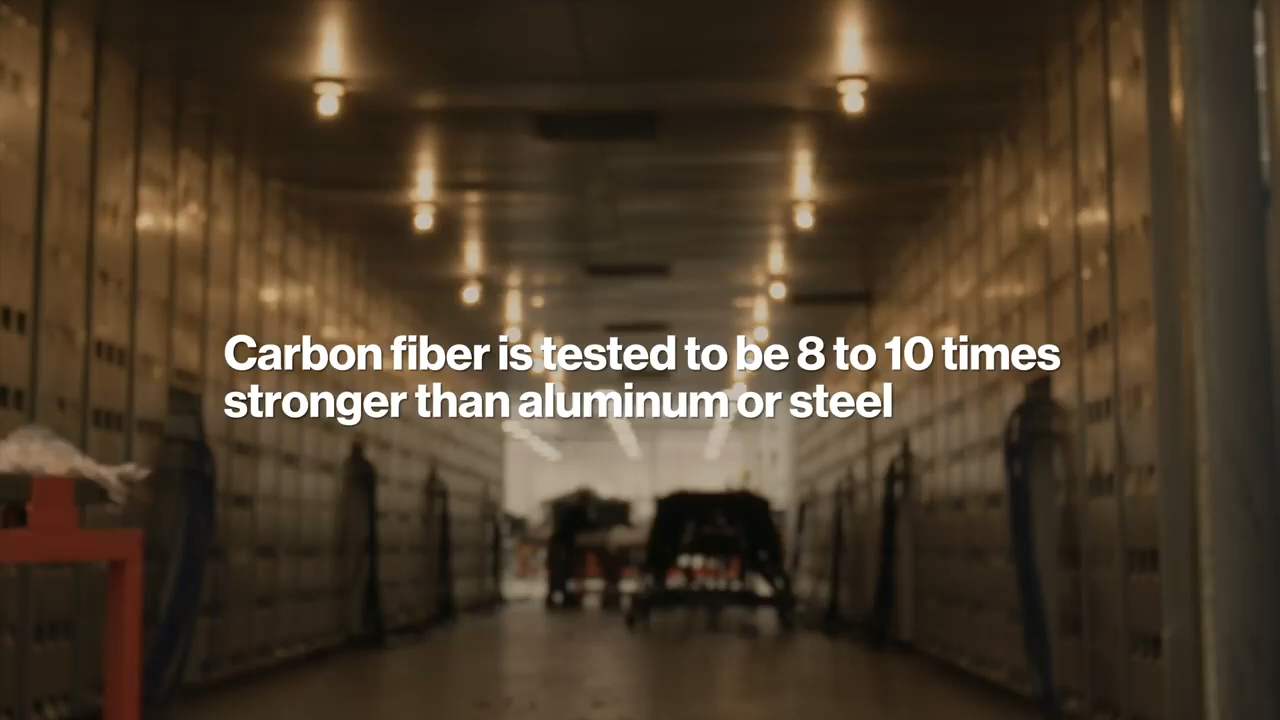 Carbon fiber is tested to be 8 to 10 times
stronger than aluminum or steel